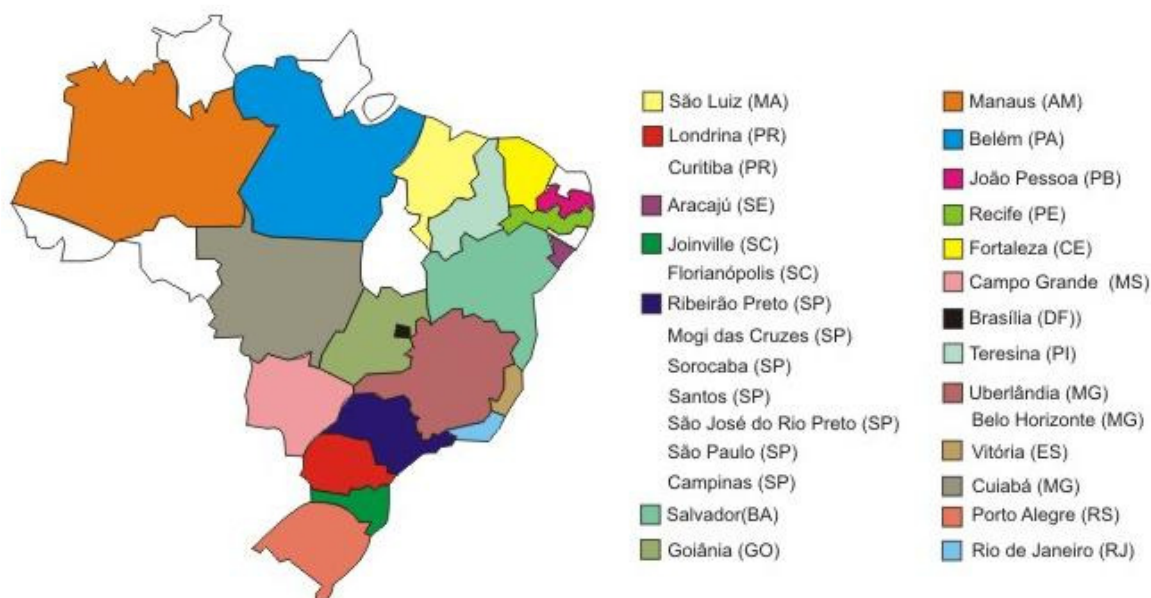 São Luiz (MA)
Londrina (PR)
Curitiba (PR)
Aracajú (SE)
Joinville (SC)
Florianópolis (SC)
Ribeirão Preto (SP)
Mogi das Cruzes (SP)
Sorocaba (SP)
Santos (SP)
São José do Rio Preto (SP)
São Paulo (SP)
Campinas (SP)
Salvador(BA)
Goiânia (GO)
Manaus (AM)
Belém (PA)
João Pessoa (PB)
Recife (PE)
Fortaleza (CE)
Campo Grande (MS)
Brasília (DF))
Teresina (PI)
Uberlândia (MG)
Belo Horizonte (MG)
Vitória (ES)
Cuiabá (MG)
Porto Alegre (RS)
Rio de Janeiro (RJ)